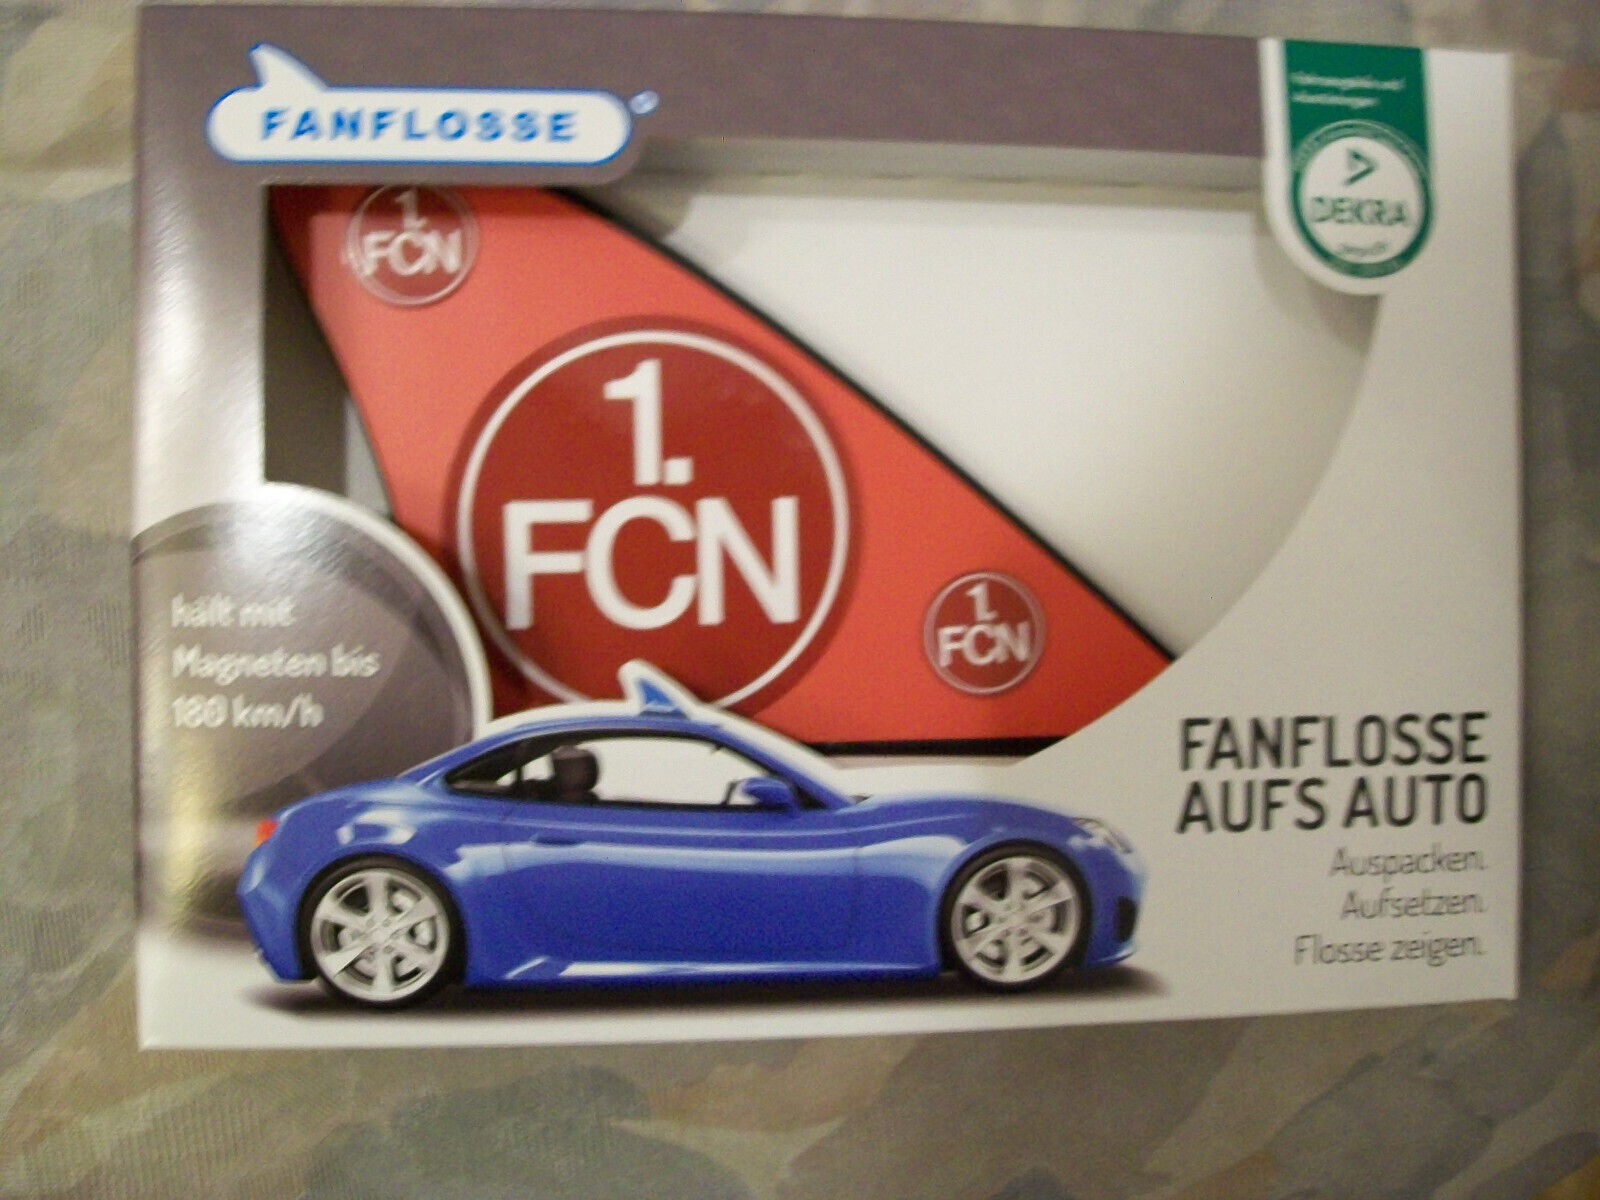 FANFLOSSE
DEKRA
1.
FCN
1.
FCN
1.
FCN
hält mit
Magneten bis
180 km/h
FANFLOSSE
AUFS AUTO
Auspacken.
Aufsetzen.
Flosse zeigen.